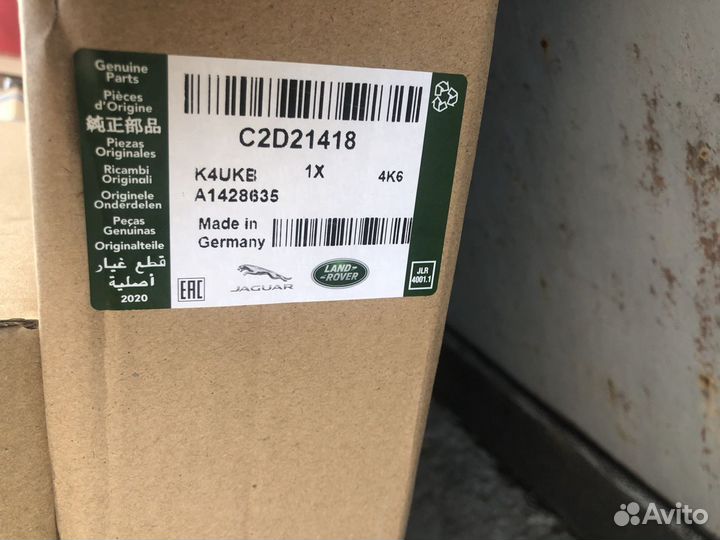 Genuine
Parts
Pièces
d'Origine
純正部品
Piezas
Originales
Ricambi
Originali
Originele
Onderdelen
Peças
Genuinas
Originalteile
قطع غيار
أصلية
2020
C2D21418
K4UKB 1X 4K6
A1428635
Made in
Germany
EAC
JAGUAR
LAND-
ROVER
JLR
4001.1
Avito